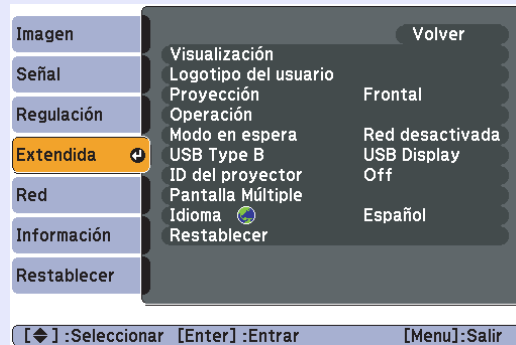 Imagen
Señal
Regulación
Extendida
Red
Información
Restablecer
Volver
Visualización
Logotipo del usuario
Proyección Frontal
Operación
Modo en espera Red desactivada
USB Type B USB Display
ID del proyector Off
Pantalla Múltiple
Idioma Español
Restablecer
[ ] :Seleccionar [Enter] :Entrar [Menu]:Salir